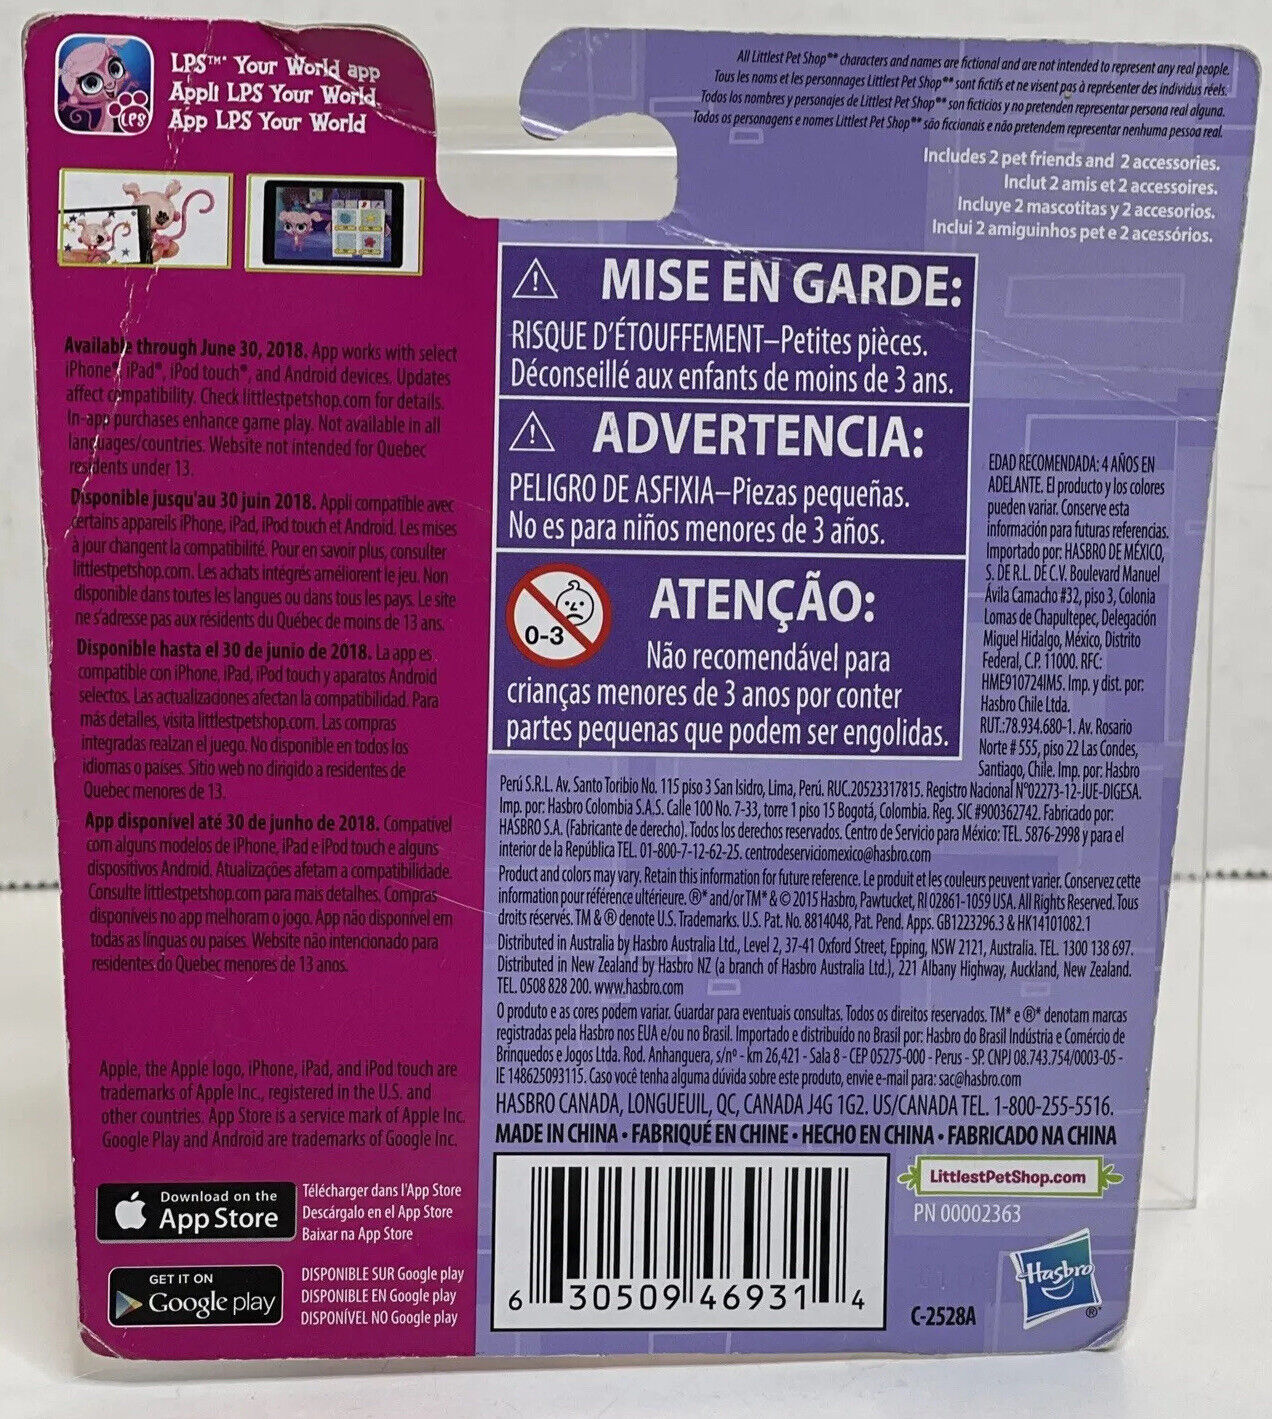 LPS™* Your World app
Appli LPS Your World
App LPS Your World
LPS
Available through June 30, 2018. App works with select
iPhone®, iPad®, iPod touch®, and Android devices. Updates
affect compatibility. Check littlestpetshop.com for details.
In-app purchases enhance game play. Not available in all
languages/countries. Website not intended for Quebec
residents under 13.
Disponible jusqu'au 30 juin 2018. Appli compatible avec
certains appareils iPhone, iPad, iPod touch et Android. Les mises
à jour changent la compatibilité. Pour en savoir plus, consulter
littlestpetshop.com. Les achats intégrés améliorent le jeu. Non
disponible dans toutes les langues ou dans tous les pays. Le site
ne s'adresse pas aux résidents du Québec de moins de 13 ans.
Disponible hasta el 30 de junio de 2018. La app es
compatible con iPhone, iPad, iPod touch y aparatos Android
selectos. Las actualizaciones afectan la compatibilidad. Para
más detalles, visita littlestpetshop.com. Las compras
integradas realzan el juego. No disponible en todos los
idiomas o países. Sitio web no dirigido a residentes de
Quebec menores de 13.
App disponível até 30 de junho de 2018. Compatível
com alguns modelos de iPhone, iPad e iPod touch e alguns
dispositivos Android. Atualizações afetam a compatibilidade.
Consulte littlestpetshop.com para mais detalhes. Compras
disponíveis no app melhoram o jogo. App não disponível em
todas as línguas ou países. Website não intencionado para
residentes do Quebec menores de 13 anos.
Apple, the Apple logo, iPhone, iPad, and iPod touch are
trademarks of Apple Inc., registered in the U.S. and
other countries. App Store is a service mark of Apple Inc.
Google Play and Android are trademarks of Google Inc.
Download on the
App Store
Télécharger dans l'App Store
Descárgalo en el App Store
Baixar na App Store
GET IT ON
Google play
DISPONIBLE SUR Google play
DISPONIBLE EN Google play
DISPONÍVEL NO Google play
All Littlest Pet Shop®* characters and names are fictional and are not intended to represent any real people.
Tous les noms et les personnages Littlest Pet Shop®* sont fictifs et ne visent pas à représenter des individus réels.
Todos los nombres y personajes de Littlest Pet Shop®* son ficticios y no pretenden representar persona real alguna.
Todos os personagens e nomes Littlest Pet Shop®* são ficcionais e não pretendem representar nenhuma pessoa real.
Includes 2 pet friends and 2 accessories.
Inclut 2 amis et 2 accessoires.
Incluye 2 mascotitas y 2 accesorios.
Inclui 2 amiguinhos pet e 2 acessórios.
MISE EN GARDE:
RISQUE D'ÉTOUFFEMENT–Petites pièces.
Déconseillé aux enfants de moins de 3 ans.
ADVERTENCIA:
PELIGRO DE ASFIXIA–Piezas pequeñas.
No es para niños menores de 3 años.
0-3
ATENÇÃO:
Não recomendável para
crianças menores de 3 anos por conter
partes pequenas que podem ser engolidas.
EDAD RECOMENDADA: 4 AÑOS EN
ADELANTE. El producto y los colores
pueden variar. Conserve esta
información para futuras referencias.
Importado por: HASBRO DE MÉXICO,
S. DE R.L. DE C.V. Boulevard Manuel
Ávila Camacho #32, piso 3, Colonia
Lomas de Chapultepec, Delegación
Miguel Hidalgo, México, Distrito
Federal, C.P. 11000. RFC:
HME910724IM5. Imp. y dist. por:
Hasbro Chile Ltda.
RUT.:78.934.680-1. Av. Rosario
Norte # 555, piso 22 Las Condes,
Santiago, Chile. Imp. por: Hasbro
Perú S.R.L. Av. Santo Toribio No. 115 piso 3 San Isidro, Lima, Perú. RUC.20523317815. Registro Nacional N°02273-12-JUE-DIGESA.
Imp. por: Hasbro Colombia S.A.S. Calle 100 No. 7-33, torre 1 piso 15 Bogotá, Colombia. Reg. SIC #900362742. Fabricado por:
HASBRO S.A. (Fabricante de derecho). Todos los derechos reservados. Centro de Servicio para México: TEL. 5876-2998 y para el
interior de la República TEL. 01-800-7-12-62-25. centrodeserviciomexico@hasbro.com
Product and colors may vary. Retain this information for future reference. Le produit et les couleurs peuvent varier. Conservez cette
information pour référence ultérieure. ®* and/or TM* & © 2015 Hasbro, Pawtucket, RI 02861-1059 USA. All Rights Reserved. Tous
droits réservés. TM & ® denote U.S. Trademarks. U.S. Pat. No. 8814048, Pat. Pend. Apps. GB1223296.3 & HK14101082.1
Distributed in Australia by Hasbro Australia Ltd., Level 2, 37-41 Oxford Street, Epping, NSW 2121, Australia. TEL. 1300 138 697.
Distributed in New Zealand by Hasbro NZ (a branch of Hasbro Australia Ltd.), 221 Albany Highway, Auckland, New Zealand.
TEL. 0508 828 200. www.hasbro.com
O produto e as cores podem variar. Guardar para eventuais consultas. Todos os direitos reservados. TM* e ®* denotam marcas
registradas pela Hasbro nos EUA e/ou no Brasil. Importado e distribuído no Brasil por: Hasbro do Brasil Indústria e Comércio de
Brinquedos e Jogos Ltda. Rod. Anhanguera, s/nº - km 26,421 - Sala 8 - CEP 05275-000 - Perus - SP. CNPJ 08.743.754/0003-05 -
IE 148625093115. Caso você tenha alguma dúvida sobre este produto, envie e-mail para: sac@hasbro.com
HASBRO CANADA, LONGUEUIL, QC, CANADA J4G 1G2. US/CANADA TEL. 1-800-255-5516.
MADE IN CHINA • FABRIQUÉ EN CHINE • HECHO EN CHINA • FABRICADO NA CHINA
6 30509 46931 4
LittlestPetShop.com
PN 00002363
Hasbro
®*
C-2528A